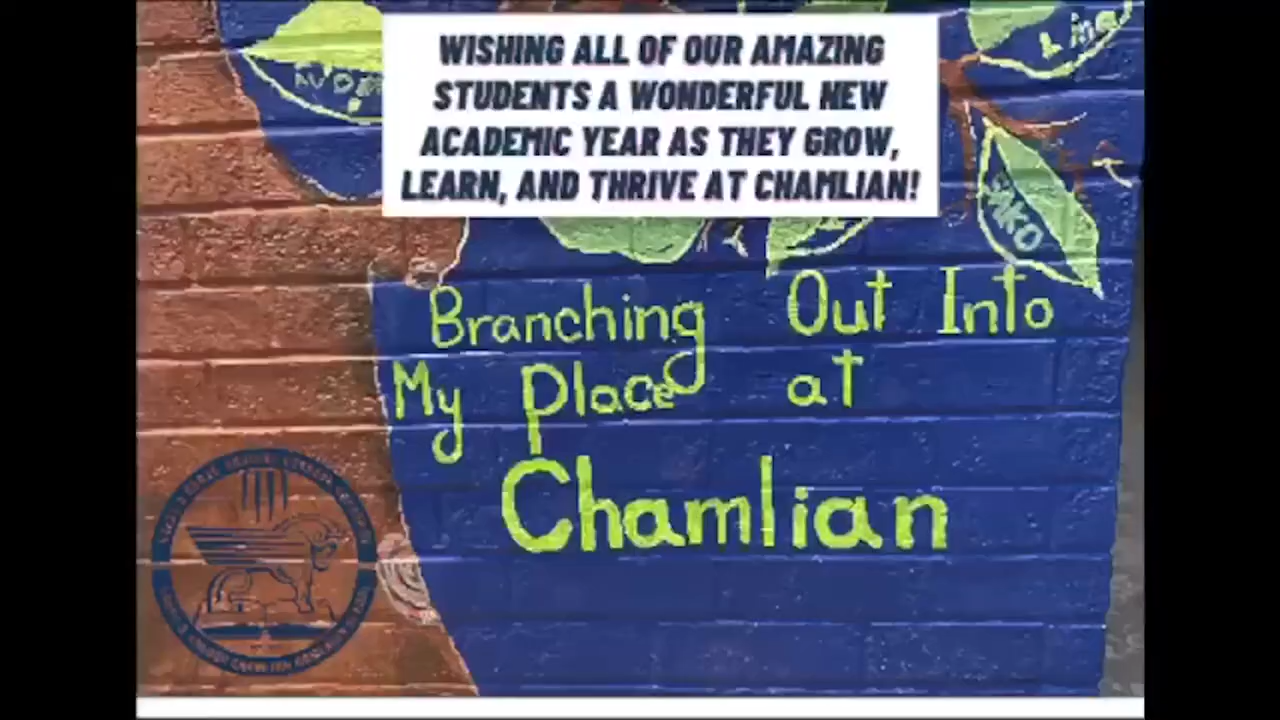 WISHING ALL OF OUR AMAZING
STUDENTS A WONDERFUL NEW
ACADEMIC YEAR AS THEY GROW,
LEARN, AND THRIVE AT CHAMLIAN!
Branching Out Into
My Place at
Chamlian